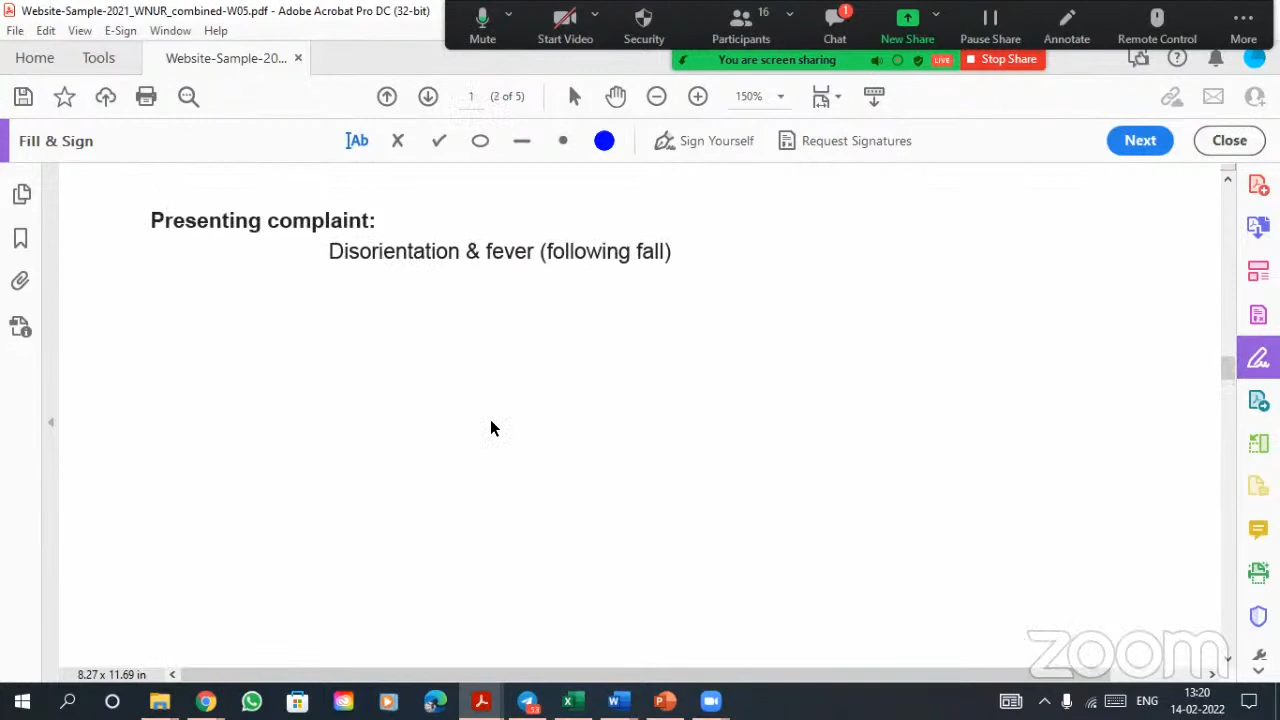 Website-Sample-2021_WNUR_combined-W05.pdf - Adobe Acrobat Pro DC (32-bit)
File Edit View E-Sign Window Help
Mute Start Video Security 16 Participants 1 Chat New Share Pause Share Annotate Remote Control More
You are screen sharing LIVE Stop Share
Home Tools Website-Sample-20... ×
1 (2 of 5) 150%
Fill & Sign Ab Sign Yourself Request Signatures Next Close
Presenting complaint:
Disorientation & fever (following fall)
zoom
8.27 x 11.69 in
53 ENG 13:20
14-02-2022